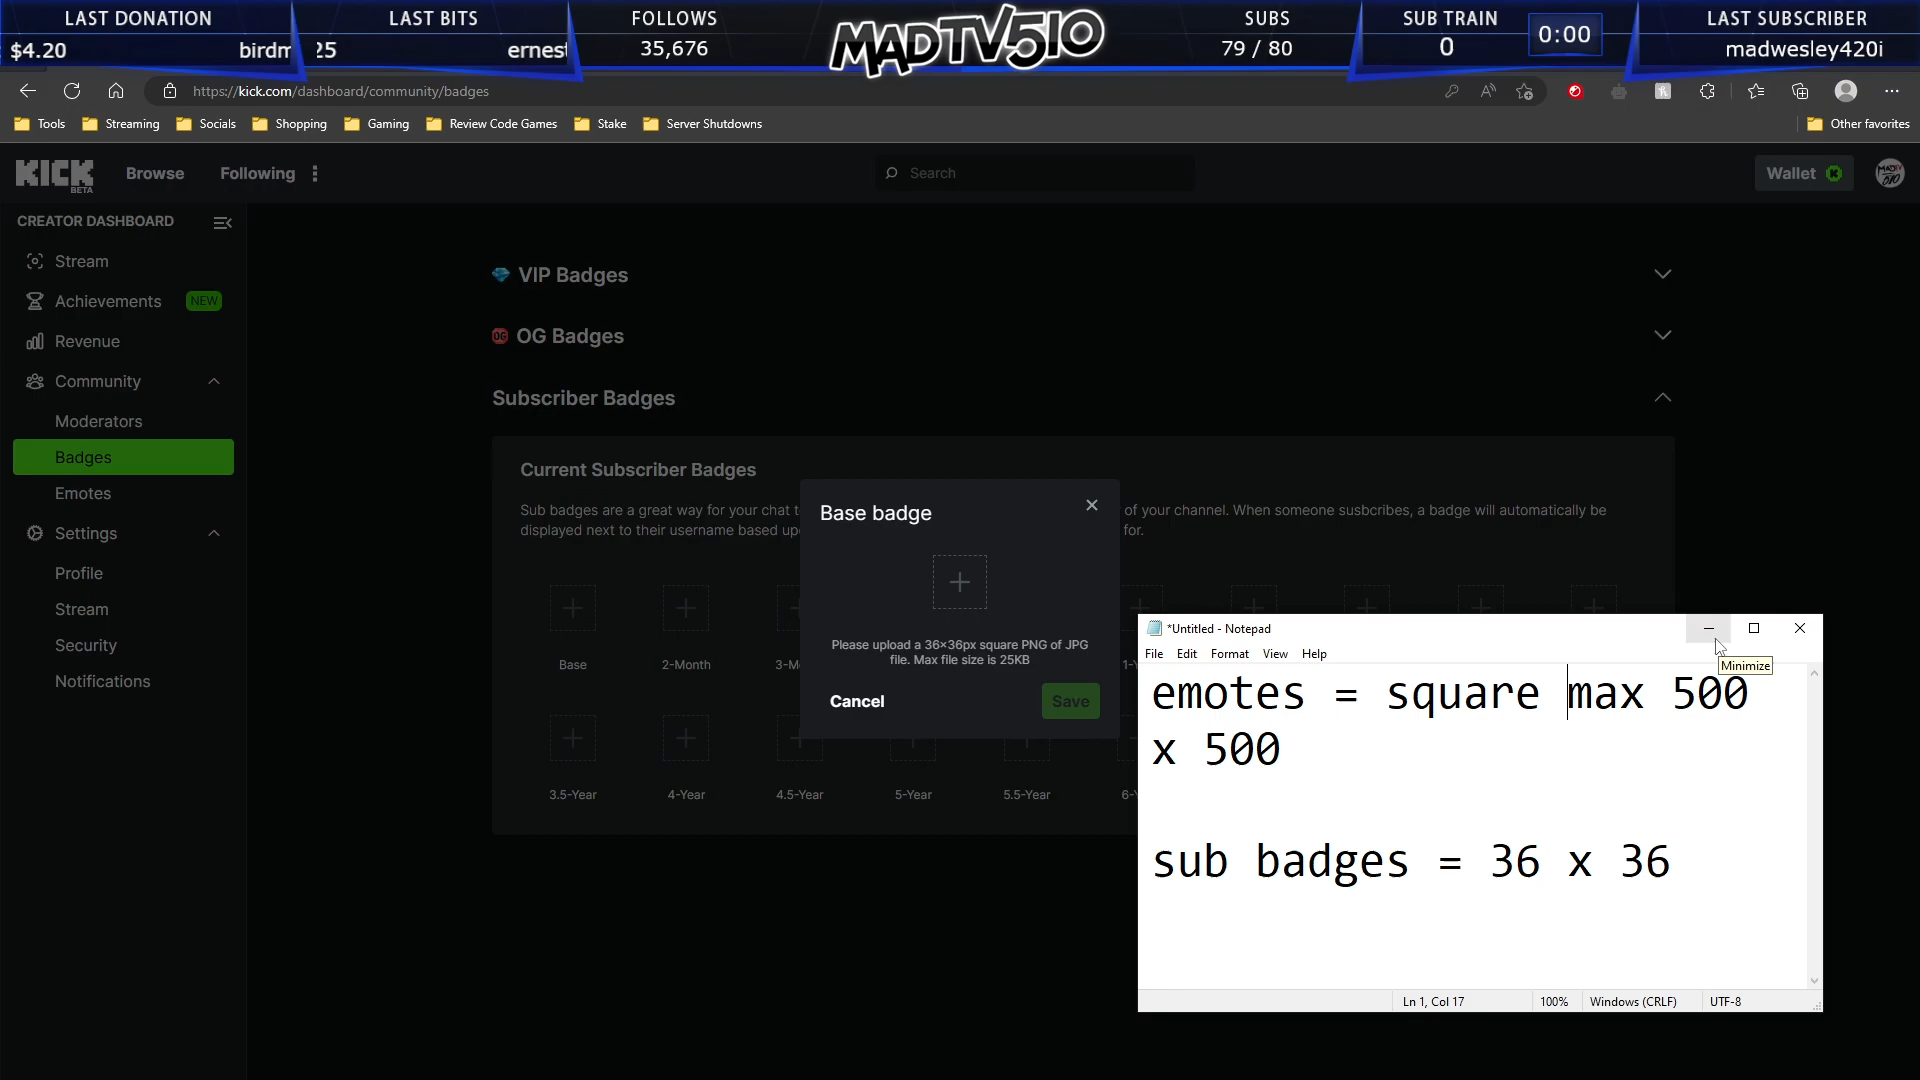 LAST DONATION
$4.20 birdm
LAST BITS
25 ernest
FOLLOWS
35,676
MADTV510
SUBS
79 / 80
SUB TRAIN
0
0:00
LAST SUBSCRIBER
madwesley420i
https://kick.com/dashboard/community/badges
Tools Streaming Socials Shopping Gaming Review Code Games Stake Server Shutdowns Other favorites
KICK
BETA
Browse Following Search Wallet
CREATOR DASHBOARD
Stream
Achievements NEW
Revenue
Community
Moderators
Badges
Emotes
Settings
Profile
Stream
Security
Notifications
VIP Badges
OG OG Badges
Subscriber Badges
Current Subscriber Badges
Sub badges are a great way for your chat t of your channel. When someone susbcribes, a badge will automatically be
displayed next to their username based up for.
Base 2-Month 3-M 1-Y
3.5-Year 4-Year 4.5-Year 5-Year 5.5-Year 6-Y
Base badge
Please upload a 36x36px square PNG of JPG
file. Max file size is 25KB
Cancel Save
*Untitled - Notepad
Minimize
File Edit Format View Help
emotes = square max 500
x 500
sub badges = 36 x 36
Ln 1, Col 17 100% Windows (CRLF) UTF-8